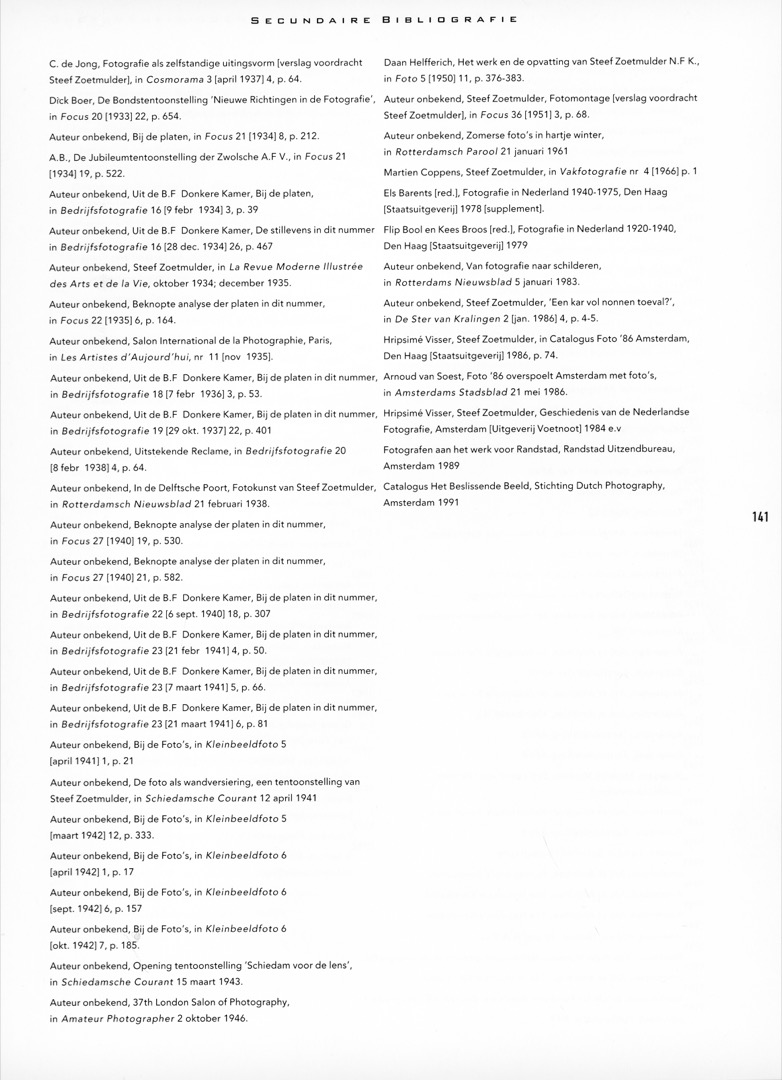 SECUNDAIRE BIBLIOGRAFIE
C. de Jong, Fotografie als zelfstandige uitingsvorm [verslag voordracht
Steef Zoetmulder], in Cosmorama 3 [april 1937] 4, p. 64.
Dick Boer, De Bondstentoonstelling 'Nieuwe Richtingen in de Fotografie',
in Focus 20 [1933] 22, p. 654.
Auteur onbekend, Bij de platen, in Focus 21 [1934] 8, p. 212.
A.B., De Jubileumtentoonstelling der Zwolsche A.F V., in Focus 21
[1934] 19, p. 522.
Auteur onbekend, Uit de B.F Donkere Kamer, Bij de platen,
in Bedrijfsfotografie 16 [9 febr 1934] 3, p. 39
Auteur onbekend, Uit de B.F Donkere Kamer, De stillevens in dit nummer
in Bedrijfsfotografie 16 [28 dec. 1934] 26, p. 467
Auteur onbekend, Steef Zoetmulder, in La Revue Moderne Illustrée
des Arts et de la Vie, oktober 1934; december 1935.
Auteur onbekend, Beknopte analyse der platen in dit nummer,
in Focus 22 [1935] 6, p. 164.
Auteur onbekend, Salon International de la Photographie, Paris,
in Les Artistes d'Aujourd'hui, nr 11 [nov 1935].
Auteur onbekend, Uit de B.F Donkere Kamer, Bij de platen in dit nummer,
in Bedrijfsfotografie 18 [7 febr 1936] 3, p. 53.
Auteur onbekend, Uit de B.F Donkere Kamer, Bij de platen in dit nummer,
in Bedrijfsfotografie 19 [29 okt. 1937] 22, p. 401
Auteur onbekend, Uitstekende Reclame, in Bedrijfsfotografie 20
[8 febr 1938] 4, p. 64.
Auteur onbekend, In de Delftsche Poort, Fotokunst van Steef Zoetmulder,
in Rotterdamsch Nieuwsblad 21 februari 1938.
Auteur onbekend, Beknopte analyse der platen in dit nummer,
in Focus 27 [1940] 19, p. 530.
Auteur onbekend, Beknopte analyse der platen in dit nummer,
in Focus 27 [1940] 21, p. 582.
Auteur onbekend, Uit de B.F Donkere Kamer, Bij de platen in dit nummer,
in Bedrijfsfotografie 22 [6 sept. 1940] 18, p. 307
Auteur onbekend, Uit de B.F Donkere Kamer, Bij de platen in dit nummer,
in Bedrijfsfotografie 23 [21 febr 1941] 4, p. 50.
Auteur onbekend, Uit de B.F Donkere Kamer, Bij de platen in dit nummer,
in Bedrijfsfotografie 23 [7 maart 1941] 5, p. 66.
Auteur onbekend, Uit de B.F Donkere Kamer, Bij de platen in dit nummer,
in Bedrijfsfotografie 23 [21 maart 1941] 6, p. 81
Auteur onbekend, Bij de Foto's, in Kleinbeeldfoto 5
[april 1941] 1, p. 21
Auteur onbekend, De foto als wandversiering, een tentoonstelling van
Steef Zoetmulder, in Schiedamsche Courant 12 april 1941
Auteur onbekend, Bij de Foto's, in Kleinbeeldfoto 5
[maart 1942] 12, p. 333.
Auteur onbekend, Bij de Foto's, in Kleinbeeldfoto 6
[april 1942] 1, p. 17
Auteur onbekend, Bij de Foto's, in Kleinbeeldfoto 6
[sept. 1942] 6, p. 157
Auteur onbekend, Bij de Foto's, in Kleinbeeldfoto 6
[okt. 1942] 7, p. 185.
Auteur onbekend, Opening tentoonstelling 'Schiedam voor de lens',
in Schiedamsche Courant 15 maart 1943.
Auteur onbekend, 37th London Salon of Photography,
in Amateur Photographer 2 oktober 1946.
Daan Helfferich, Het werk en de opvatting van Steef Zoetmulder N.F K.,
in Foto 5 [1950] 11, p. 376-383.
Auteur onbekend, Steef Zoetmulder, Fotomontage [verslag voordracht
Steef Zoetmulder], in Focus 36 [1951] 3, p. 68.
Auteur onbekend, Zomerse foto's in hartje winter,
in Rotterdamsch Parool 21 januari 1961
Martien Coppens, Steef Zoetmulder, in Vakfotografie nr 4 [1966] p. 1
Els Barents [red.], Fotografie in Nederland 1940-1975, Den Haag
[Staatsuitgeverij] 1978 [supplement].
Flip Bool en Kees Broos [red.], Fotografie in Nederland 1920-1940,
Den Haag [Staatsuitgeverij] 1979
Auteur onbekend, Van fotografie naar schilderen,
in Rotterdams Nieuwsblad 5 januari 1983.
Auteur onbekend, Steef Zoetmulder, 'Een kar vol nonnen toeval?',
in De Ster van Kralingen 2 [jan. 1986] 4, p. 4-5.
Hripsimé Visser, Steef Zoetmulder, in Catalogus Foto '86 Amsterdam,
Den Haag [Staatsuitgeverij] 1986, p. 74.
Arnoud van Soest, Foto '86 overspoelt Amsterdam met foto's,
in Amsterdams Stadsblad 21 mei 1986.
Hripsimé Visser, Steef Zoetmulder, Geschiedenis van de Nederlandse
Fotografie, Amsterdam [Uitgeverij Voetnoot] 1984 e.v
Fotografen aan het werk voor Randstad, Randstad Uitzendbureau,
Amsterdam 1989
Catalogus Het Beslissende Beeld, Stichting Dutch Photography,
Amsterdam 1991
141